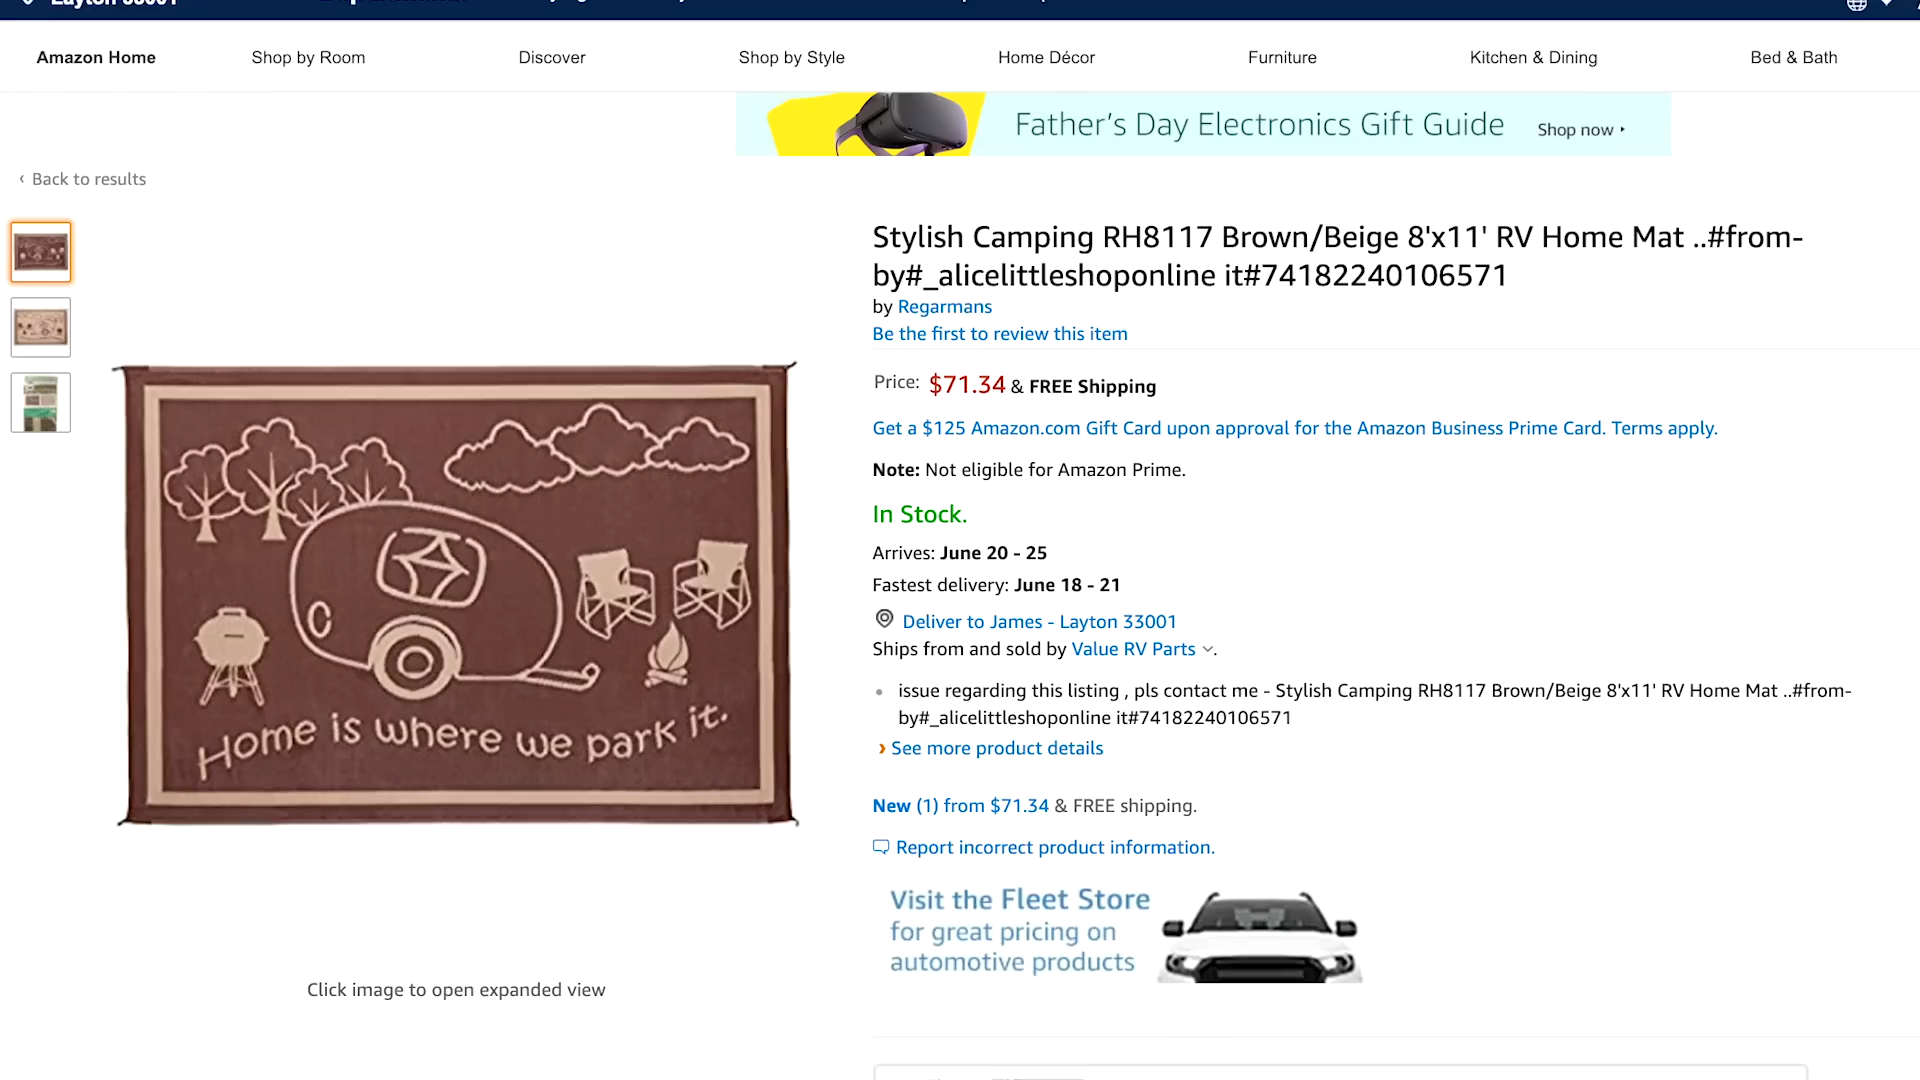 Layton 33001
Amazon Home
Shop by Room
Discover
Shop by Style
Home Décor
Furniture
Kitchen & Dining
Bed & Bath
Father's Day Electronics Gift Guide
Shop now ‣
‹ Back to results
Stylish Camping RH8117 Brown/Beige 8'x11' RV Home Mat ..#from-
by#_alicelittleshoponline it#74182240106571
by Regarmans
Be the first to review this item
Price: $71.34 & FREE Shipping
Get a $125 Amazon.com Gift Card upon approval for the Amazon Business Prime Card. Terms apply.
Note: Not eligible for Amazon Prime.
In Stock.
Arrives: June 20 - 25
Fastest delivery: June 18 - 21
Deliver to James - Layton 33001
Ships from and sold by Value RV Parts.
issue regarding this listing , pls contact me - Stylish Camping RH8117 Brown/Beige 8'x11' RV Home Mat ..#from-
by#_alicelittleshoponline it#74182240106571
› See more product details
New (1) from $71.34 & FREE shipping.
Report incorrect product information.
Visit the Fleet Store
for great pricing on
automotive products
Home is where we park it.
Click image to open expanded view